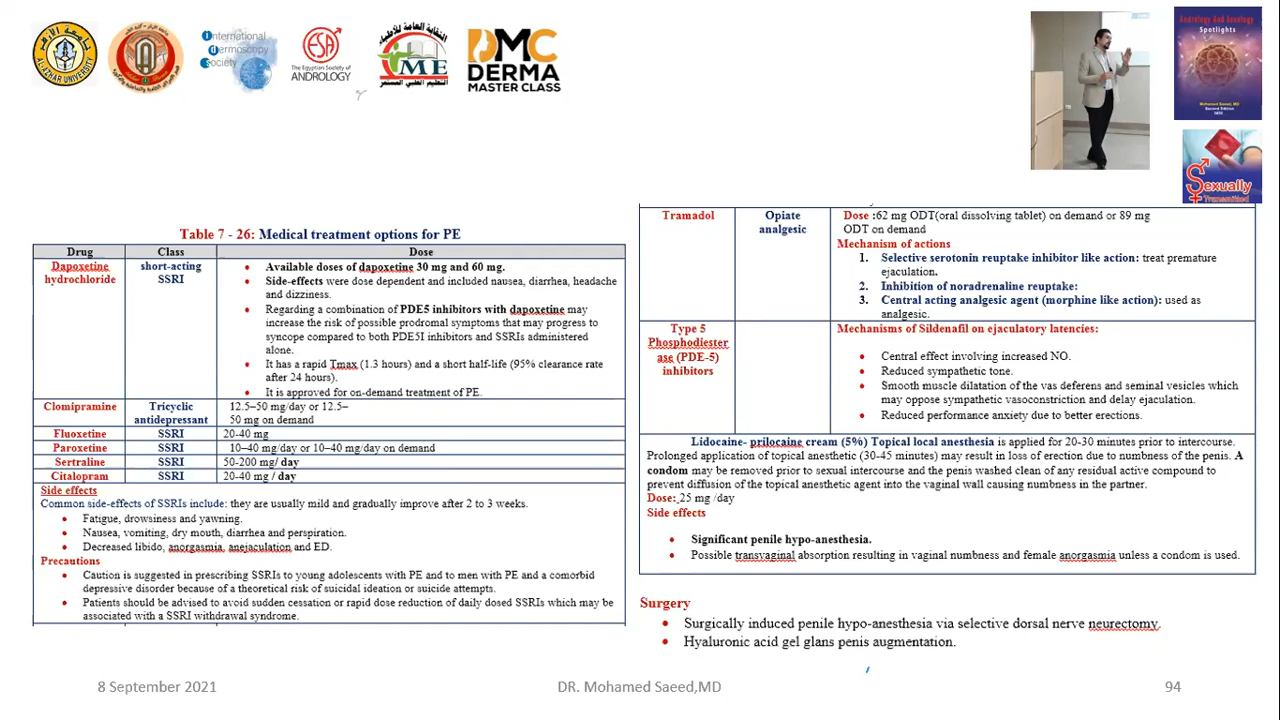 جامعة الأزهر
AL-AZHAR UNIVERSITY
International
Dermoscopy
Society
ESA
The Egyptian Society of
ANDROLOGY
النقابة العامة للأطباء
CME
التعليم الطبي المستمر
DMC
DERMA
MASTER CLASS
Andrology And Sexology
Spotlights
Mohamed Saeed, MD
Second Edition
Sexually
Transmitted
Table 7 - 26: Medical treatment options for PE
Drug Class Dose
Dapoxetine
hydrochloride
short-acting
SSRI
• Available doses of dapoxetine 30 mg and 60 mg.
• Side-effects were dose dependent and included nausea, diarrhea, headache
and dizziness.
• Regarding a combination of PDE5 inhibitors with dapoxetine may
increase the risk of possible prodromal symptoms that may progress to
syncope compared to both PDE5I inhibitors and SSRIs administered
alone.
• It has a rapid Tmax (1.3 hours) and a short half-life (95% clearance rate
after 24 hours).
• It is approved for on-demand treatment of PE.
Clomipramine
Tricyclic
antidepressant
12.5–50 mg/day or 12.5–
50 mg on demand
Fluoxetine SSRI 20-40 mg
Paroxetine SSRI 10–40 mg/day or 10–40 mg/day on demand
Sertraline SSRI 50-200 mg/ day
Citalopram SSRI 20-40 mg / day
Side effects
Common side-effects of SSRIs include: they are usually mild and gradually improve after 2 to 3 weeks.
• Fatigue, drowsiness and yawning.
• Nausea, vomiting, dry mouth, diarrhea and perspiration.
• Decreased libido, anorgasmia, anejaculation and ED.
Precautions
• Caution is suggested in prescribing SSRIs to young adolescents with PE and to men with PE and a comorbid
depressive disorder because of a theoretical risk of suicidal ideation or suicide attempts.
• Patients should be advised to avoid sudden cessation or rapid dose reduction of daily dosed SSRIs which may be
associated with a SSRI withdrawal syndrome.
Tramadol
Opiate
analgesic
Dose :62 mg ODT(oral dissolving tablet) on demand or 89 mg
ODT on demand
Mechanism of actions
1. Selective serotonin reuptake inhibitor like action: treat premature
ejaculation.
2. Inhibition of noradrenaline reuptake:
3. Central acting analgesic agent (morphine like action): used as
analgesic.
Type 5
Phosphodiester
ase (PDE-5)
inhibitors
Mechanisms of Sildenafil on ejaculatory latencies:
• Central effect involving increased NO.
• Reduced sympathetic tone.
• Smooth muscle dilatation of the vas deferens and seminal vesicles which
may oppose sympathetic vasoconstriction and delay ejaculation.
• Reduced performance anxiety due to better erections.
Lidocaine- prilocaine cream (5%) Topical local anesthesia is applied for 20-30 minutes prior to intercourse.
Prolonged application of topical anesthetic (30-45 minutes) may result in loss of erection due to numbness of the penis. A
condom may be removed prior to sexual intercourse and the penis washed clean of any residual active compound to
prevent diffusion of the topical anesthetic agent into the vaginal wall causing numbness in the partner.
Dose: 25 mg /day
Side effects
• Significant penile hypo-anesthesia.
• Possible transvaginal absorption resulting in vaginal numbness and female anorgasmia unless a condom is used.
Surgery
• Surgically induced penile hypo-anesthesia via selective dorsal nerve neurectomy.
• Hyaluronic acid gel glans penis augmentation.
8 September 2021
DR. Mohamed Saeed,MD
94